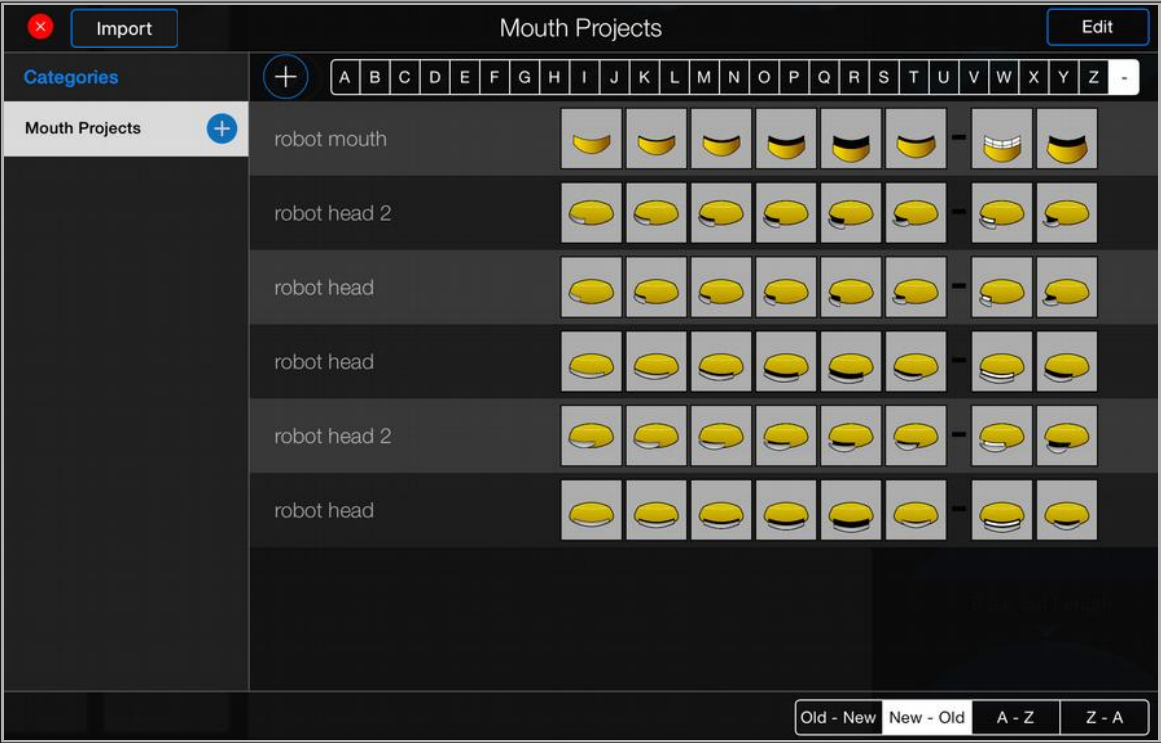 Import
Mouth Projects
Edit
Categories
A B C D E F G H I J K L M N O P Q R S T U V W X Y Z -
Mouth Projects
robot mouth
robot head 2
robot head
robot head
robot head 2
robot head
Old - New New - Old A - Z Z - A